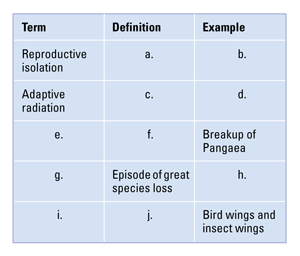 Term Definition Example
Reproductive a. b.
isolation
Adaptive c. d.
radiation
e. f. Breakup of
Pangaea
g. Episode of great h.
species loss
i. j. Bird wings and
insect wings